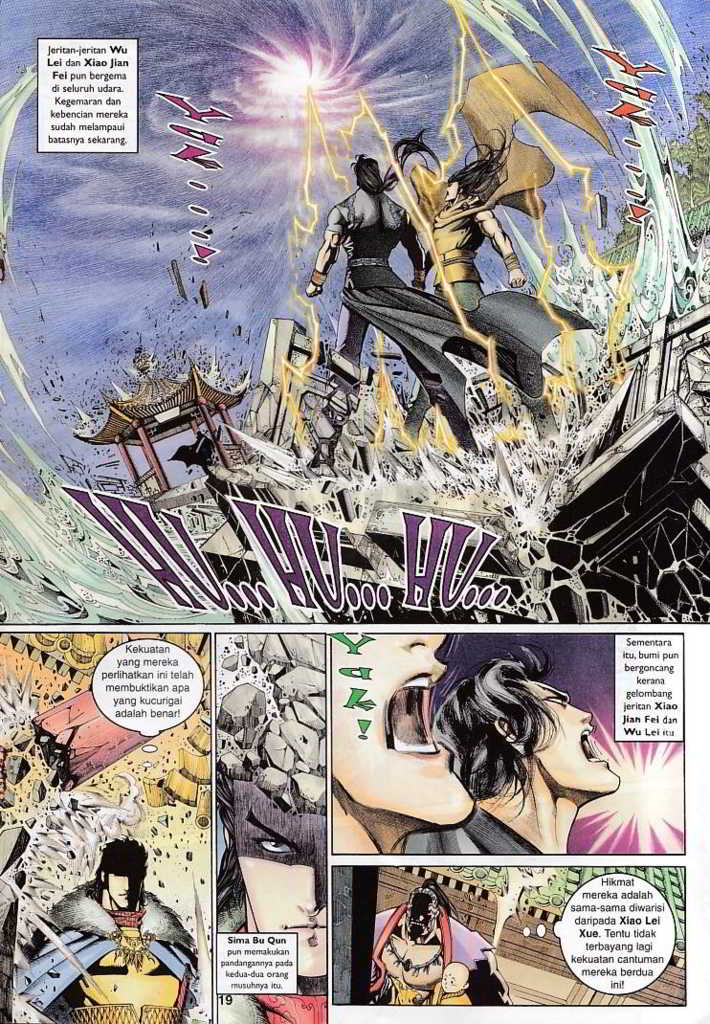 Jeritan-jeritan Wu
Lei dan Xiao Jian
Fei pun bergema
di seluruh udara.
Kegemaran dan
kebencian mereka
sudah melampaui
batasnya sekarang.
HU....HU....HU....
Kekuatan
yang mereka
perlihatkan ini telah
membuktikan apa
yang kucurigai
adalah benar!
Sima Bu Qun
pun memakukan
pandangannya pada
kedua-dua orang
musuhnya itu.
Yak!
Sementara
itu, bumi pun
bergoncang
kerana
gelombang
jeritan Xiao
Jian Fei dan
Wu Lei itu
Hikmat
mereka adalah
sama-sama diwarisi
daripada Xiao Lei
Xue. Tentu tidak
terbayang lagi
kekuatan cantuman
mereka berdua
ini!
19